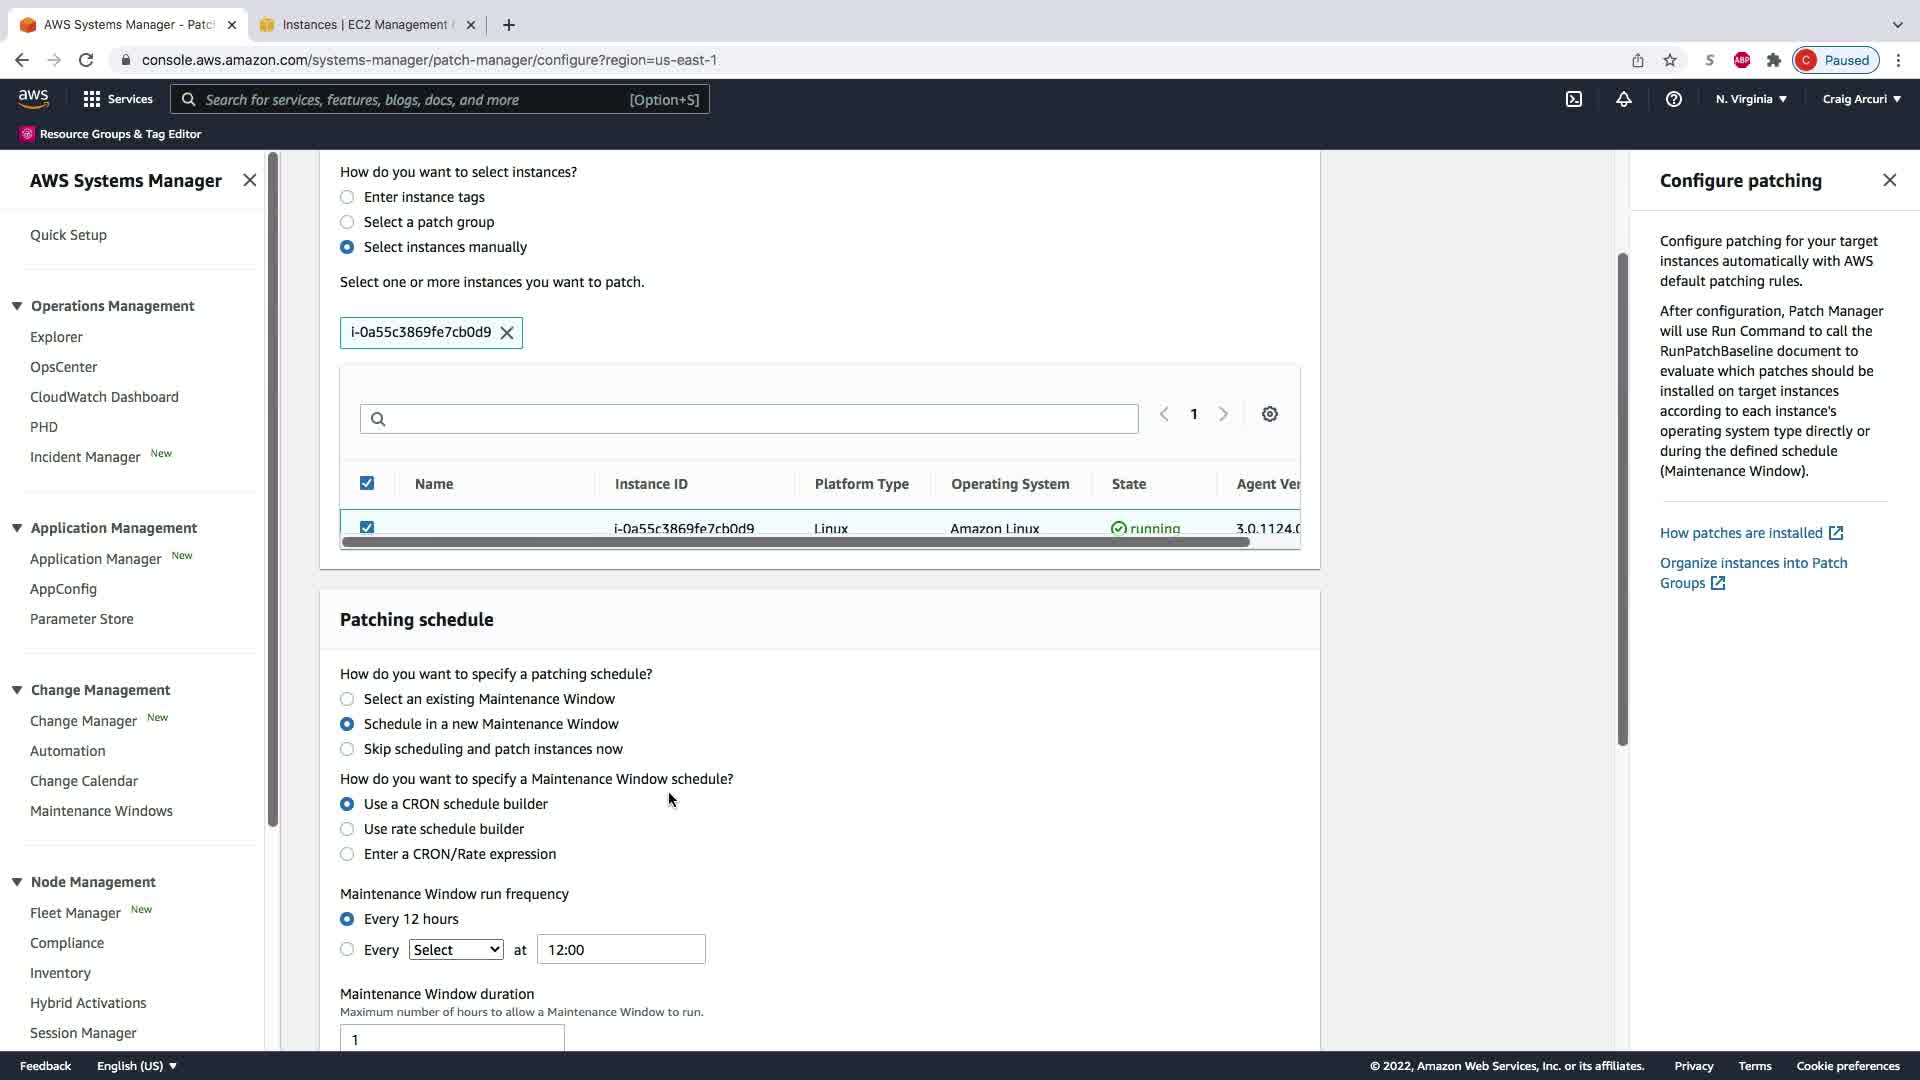 AWS Systems Manager - Patc
Instances | EC2 Management
console.aws.amazon.com/systems-manager/patch-manager/configure?region=us-east-1
S
ABP
C Paused
aws
Services
Search for services, features, blogs, docs, and more [Option+S]
N. Virginia
Craig Arcuri
Resource Groups & Tag Editor
AWS Systems Manager
Quick Setup
Operations Management
Explorer
OpsCenter
CloudWatch Dashboard
PHD
Incident Manager New
Application Management
Application Manager New
AppConfig
Parameter Store
Change Management
Change Manager New
Automation
Change Calendar
Maintenance Windows
Node Management
Fleet Manager New
Compliance
Inventory
Hybrid Activations
Session Manager
How do you want to select instances?
Enter instance tags
Select a patch group
Select instances manually
Select one or more instances you want to patch.
i-0a55c3869fe7cb0d9
1
Name Instance ID Platform Type Operating System State Agent Ver
i-0a55c3869fe7cb0d9 Linux Amazon Linux running 3.0.1124.0
Patching schedule
How do you want to specify a patching schedule?
Select an existing Maintenance Window
Schedule in a new Maintenance Window
Skip scheduling and patch instances now
How do you want to specify a Maintenance Window schedule?
Use a CRON schedule builder
Use rate schedule builder
Enter a CRON/Rate expression
Maintenance Window run frequency
Every 12 hours
Every Select at 12:00
Maintenance Window duration
Maximum number of hours to allow a Maintenance Window to run.
1
Configure patching
Configure patching for your target
instances automatically with AWS
default patching rules.
After configuration, Patch Manager
will use Run Command to call the
RunPatchBaseline document to
evaluate which patches should be
installed on target instances
according to each instance's
operating system type directly or
during the defined schedule
(Maintenance Window).
How patches are installed
Organize instances into Patch
Groups
Feedback
English (US)
© 2022, Amazon Web Services, Inc. or its affiliates.
Privacy
Terms
Cookie preferences